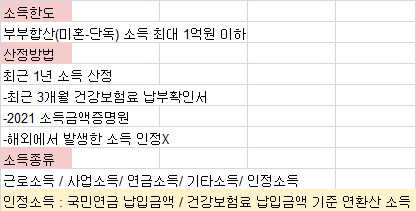 소득한도
부부합산(미혼-단독) 소득 최대 1억원 이하
산정방법
최근 1년 소득 산정
-최근 3개월 건강보험료 납부확인서
-2021 소득금액증명원
-해외에서 발생한 소득 인정X
소득종류
근로소득 / 사업소득/ 연금소득/ 기타소득/ 인정소득
인정소득 : 국민연금 납입금액 / 건강보험료 납입금액 기준 연환산 소득